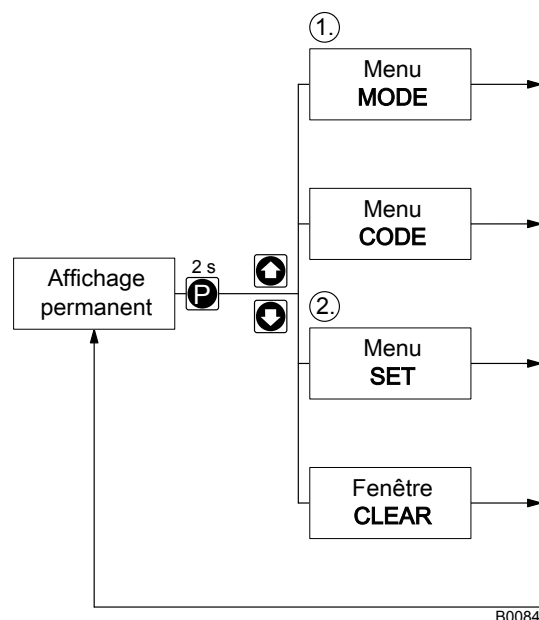 1.
Menu
MODE
Menu
CODE
Affichage
permanent
2 s
P
2.
Menu
SET
Fenêtre
CLEAR
B0084